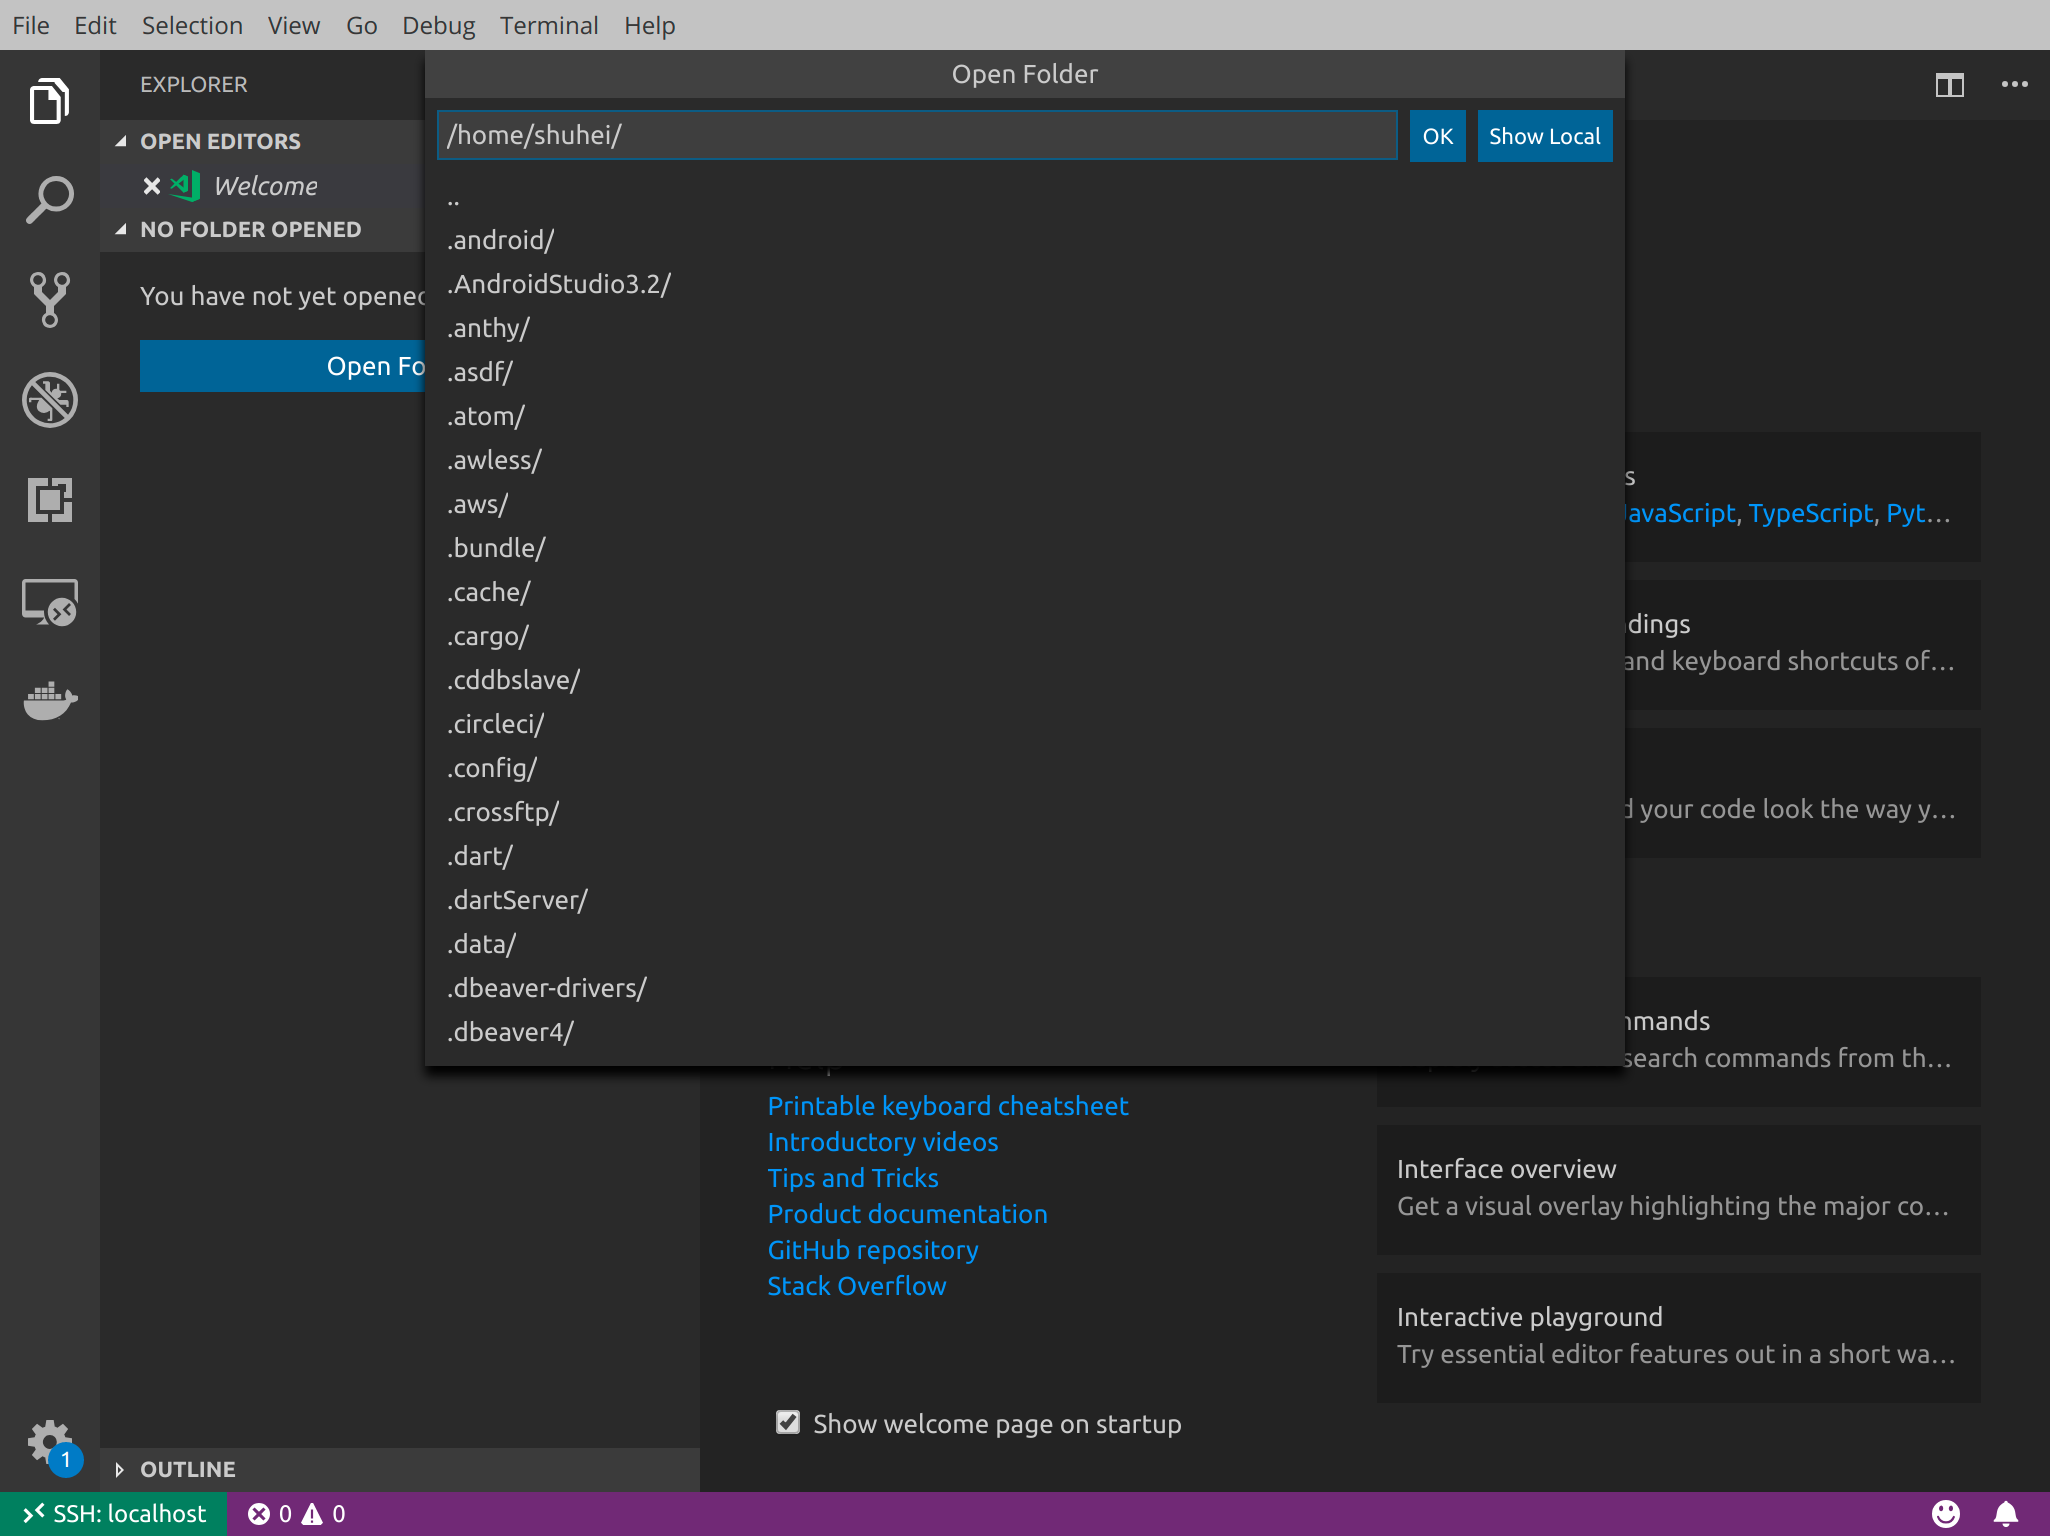 File Edit Selection View Go Debug Terminal Help
EXPLORER
OPEN EDITORS
Welcome
NO FOLDER OPENED
You have not yet opened
Open Fo
Open Folder
/home/shuhei/
OK
Show Local
..
.android/
.AndroidStudio3.2/
.anthy/
.asdf/
.atom/
.awless/
.aws/
.bundle/
.cache/
.cargo/
.cddbslave/
.circleci/
.config/
.crossftp/
.dart/
.dartServer/
.data/
.dbeaver-drivers/
.dbeaver4/
Printable keyboard cheatsheet
Introductory videos
Tips and Tricks
Product documentation
GitHub repository
Stack Overflow
Show welcome page on startup
s
JavaScript, TypeScript, Pyt...
dings
and keyboard shortcuts of...
d your code look the way y...
mmands
search commands from th...
Interface overview
Get a visual overlay highlighting the major co...
Interactive playground
Try essential editor features out in a short wa...
1
OUTLINE
SSH: localhost
0 0